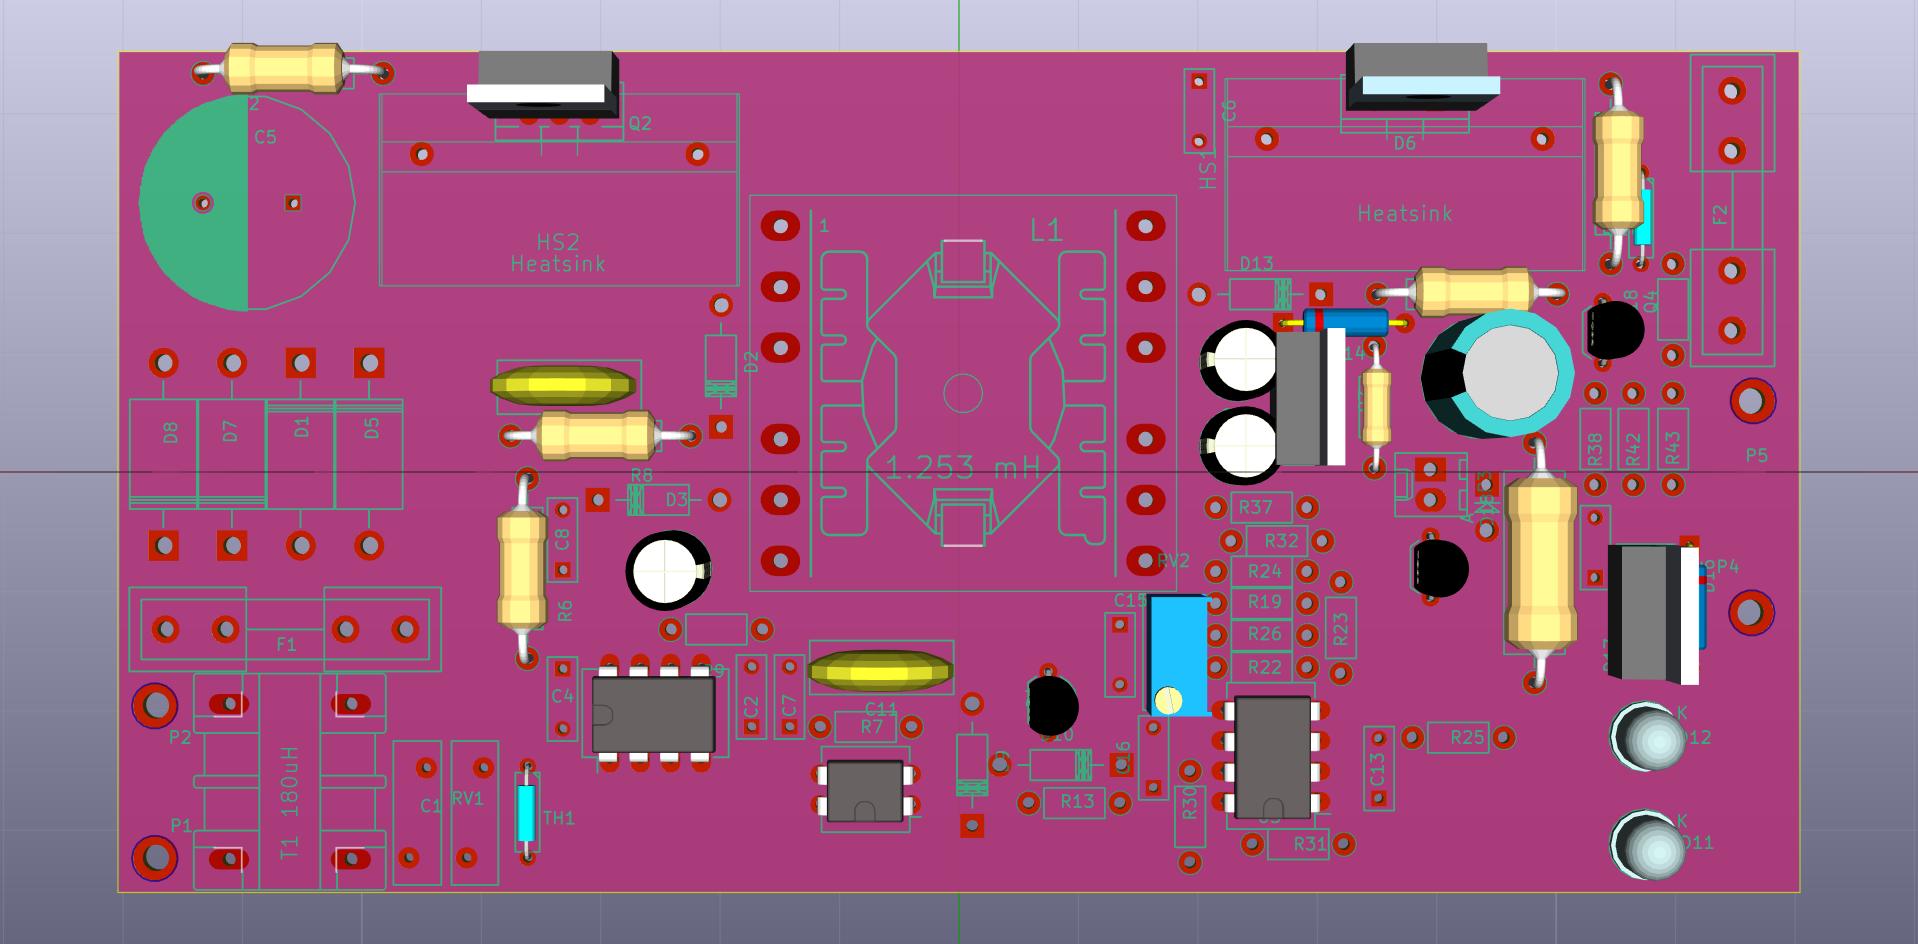 2
C5
Q2
HS2
Heatsink
C6
HS1
D6
Heatsink
F2
1
L1
1.253 mH
D13
14
18
Q4
D2
D8
D7
D1
D5
R8
D3
C8
R6
F1
R38
R42
R43
P5
R37
R32
RV2
R24
R19
R26
R22
R23
C15
P4
P2
P1
T1 180uH
C1
RV1
TH1
C4
C2
C7
C11
R7
R13
R30
R31
C13
R25
K
D12
K
D11